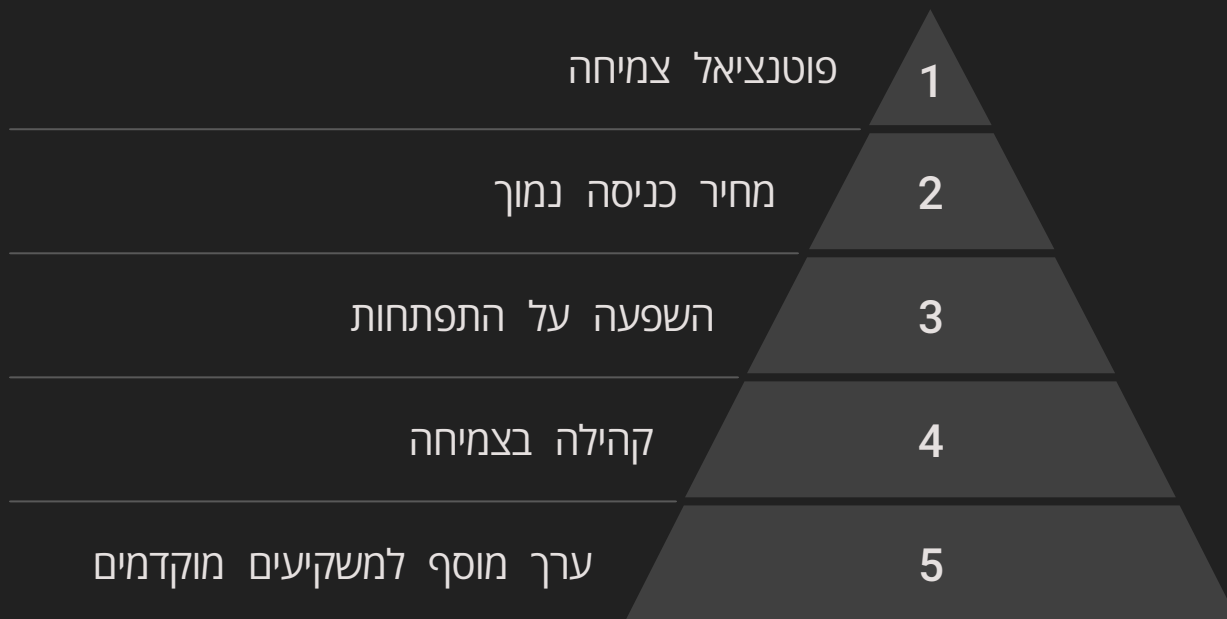 פוטנציאל צמיחה
1
מחיר כניסה נמוך
2
השפעה על התפתחות
3
קהילה בצמיחה
4
ערך מוסף למשקיעים מוקדמים
5